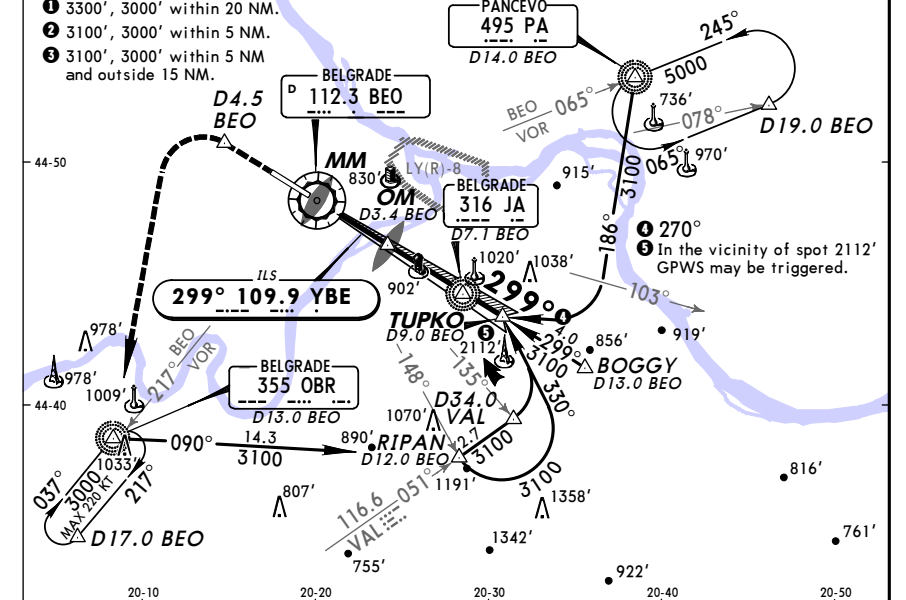 ❶ 3300', 3000' within 20 NM.
❷ 3100', 3000' within 5 NM.
❸ 3100', 3000' within 5 NM
and outside 15 NM.
PANCEVO
495 PA
D14.0 BEO
245°
5000
BEO
VOR
065°
736'
078°
D19.0 BEO
065°
970'
BELGRADE
D 112.3 BEO
D4.5
BEO
44-50
MM
LY(R)-8
830'
OM
D3.4 BEO
BELGRADE
316 JA
D7.1 BEO
915'
3100
186°
❹ 270°
❺ In the vicinity of spot 2112'
GPWS may be triggered.
ILS
299° 109.9 YBE
902'
1020'
1038'
299°
❹
103°
TUPKO
D9.0 BEO
❺
2112'
4.0
299°
3100
856'
919'
BOGGY
D13.0 BEO
978'
978'
1009'
217°
BEO
VOR
BELGRADE
355 OBR
D13.0 BEO
148°
135°
330°
44-40
D34.0
VAL
1070'
1033'
090°
14.3
3100
890'
RIPAN
D12.0 BEO
2.7
3100
1191'
3100
037°
3000
MAX 220 KT
217°
D17.0 BEO
807'
116.6
VAL
051°
1358'
816'
1342'
755'
761'
922'
20-10
20-20
20-30
20-40
20-50